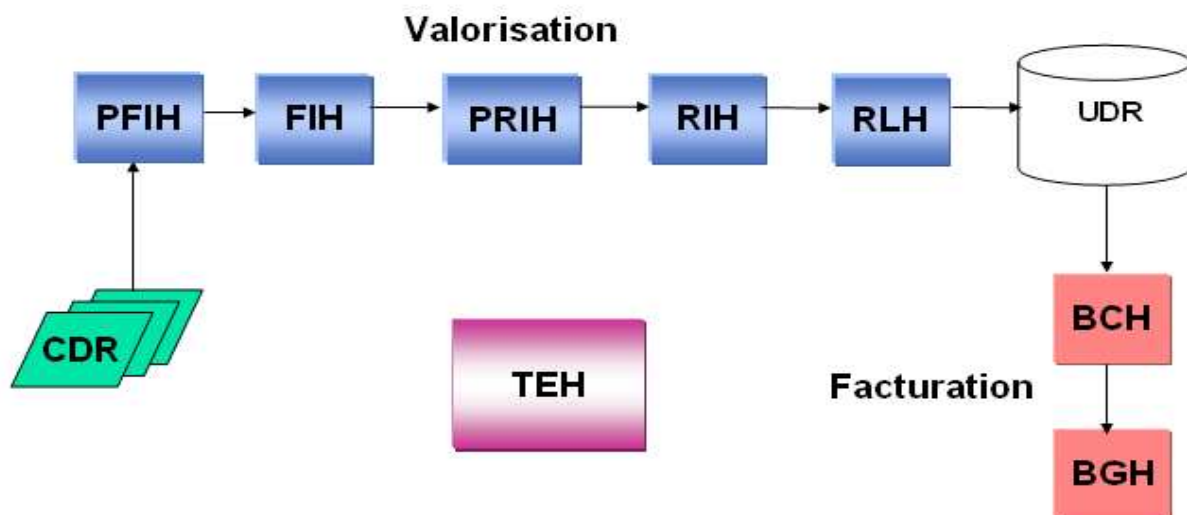 Valorisation
PFIH
FIH
PRIH
RIH
RLH
UDR
CDR
TEH
BCH
Facturation
BGH